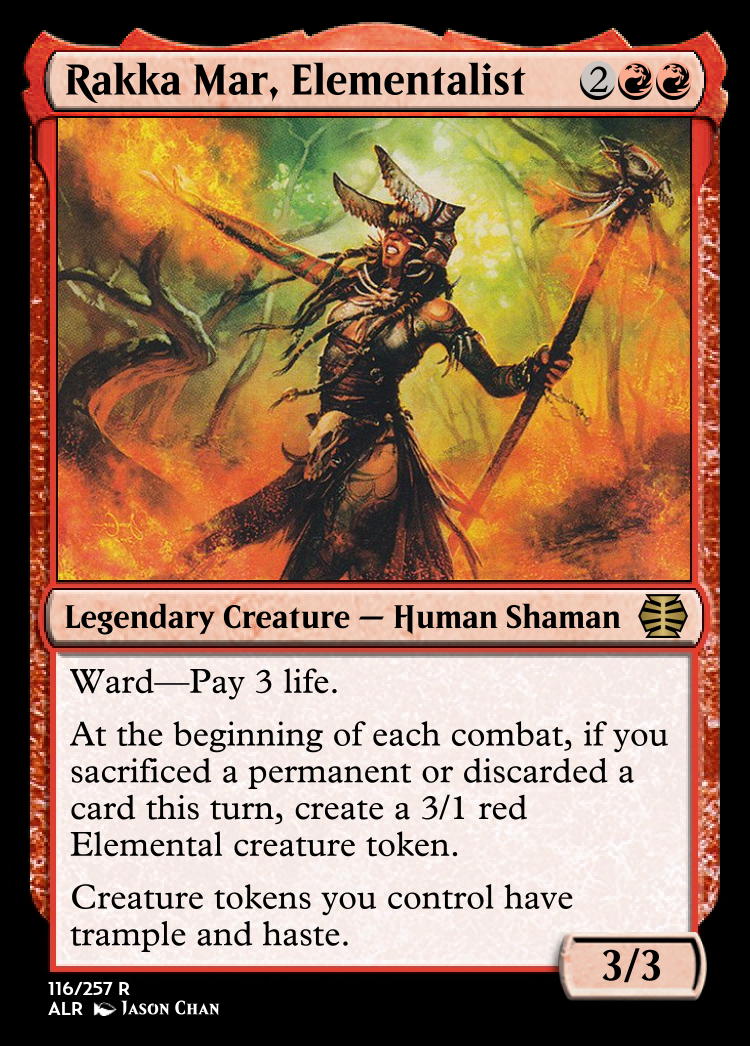 Rakka Mar, Elementalist 2
Legendary Creature — Human Shaman
Ward—Pay 3 life.
At the beginning of each combat, if you
sacrificed a permanent or discarded a
card this turn, create a 3/1 red
Elemental creature token.
Creature tokens you control have
trample and haste.
3/3
116/257 R
ALR Jason Chan